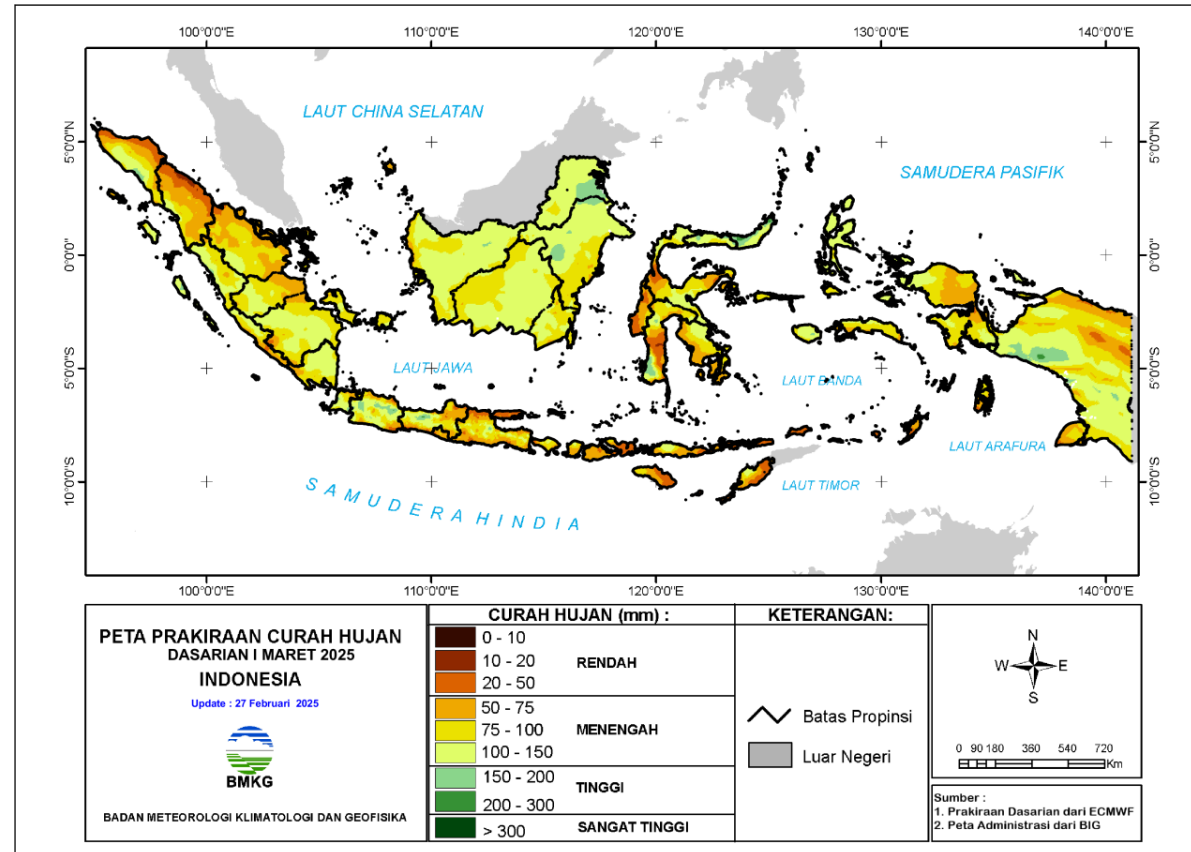 100°0'0"E 110°0'0"E 120°0'0"E 130°0'0"E 140°0'0"E
LAUT CHINA SELATAN
5°0'0"N 5°0'0"N
SAMUDERA PASIFIK
0°0'0" 0°0'0"
LAUT JAWA
5°0'0"S 5°0'0"S
LAUT BANDA
LAUT ARAFURA
10°0'0"S 10°0'0"S
LAUT TIMOR
SAMUDERA HINDIA
100°0'0"E 110°0'0"E 120°0'0"E 130°0'0"E 140°0'0"E
PETA PRAKIRAAN CURAH HUJAN
DASARIAN I MARET 2025
INDONESIA
Update : 27 Februari 2025
BMKG
BADAN METEOROLOGI KLIMATOLOGI DAN GEOFISIKA
CURAH HUJAN (mm) :
0 - 10
10 - 20 RENDAH
20 - 50
50 - 75
75 - 100 MENENGAH
100 - 150
150 - 200
TINGGI
200 - 300
> 300 SANGAT TINGGI
KETERANGAN:
Batas Propinsi
Luar Negeri
N
W E
S
0 90 180 360 540 720
Km
Sumber :
1. Prakiraan Dasarian dari ECMWF
2. Peta Administrasi dari BIG